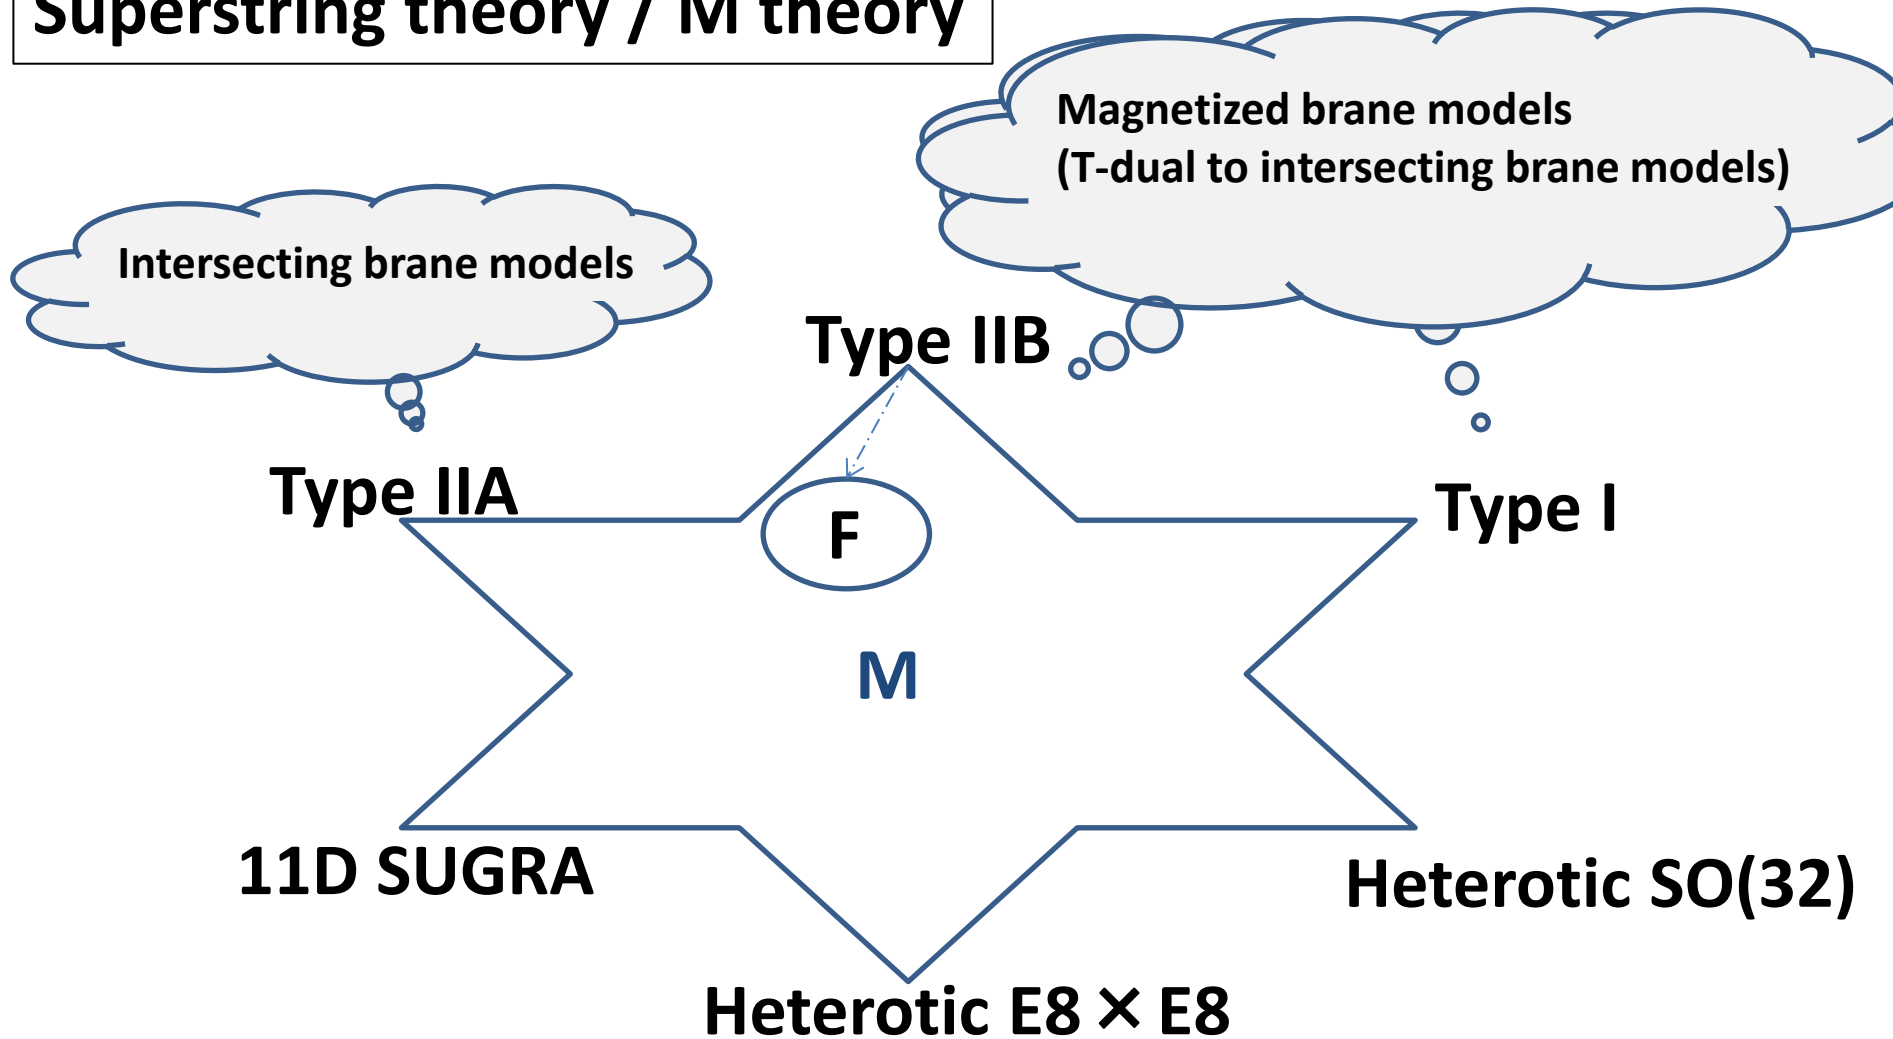 Superstring theory / M theory
Magnetized brane models
(T-dual to intersecting brane models)
Intersecting brane models
Type IIB
Type IIA
Type I
F
M
11D SUGRA
Heterotic SO(32)
Heterotic E8 × E8